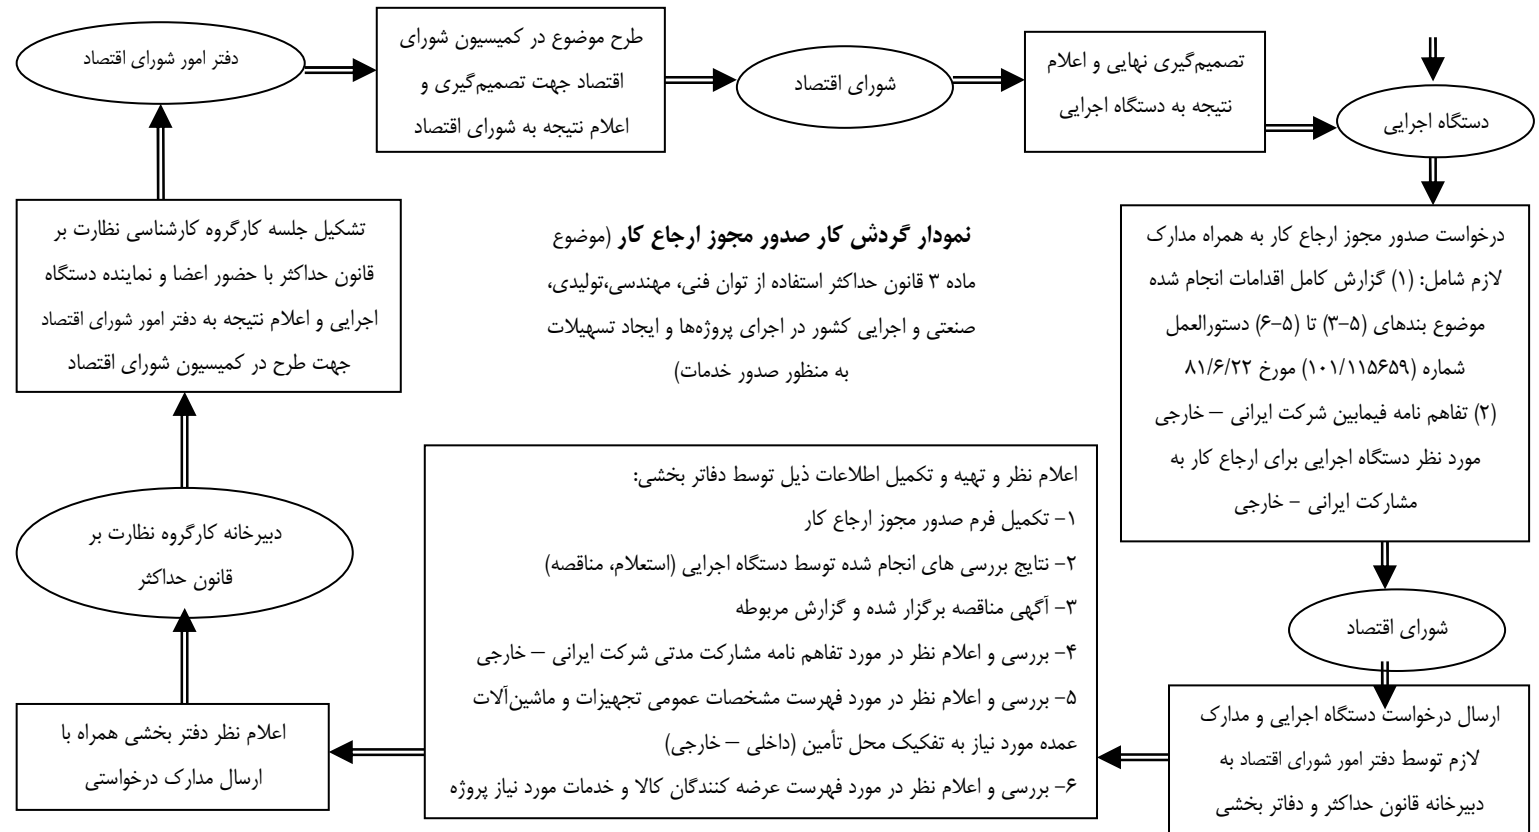 دستگاه اجرایی
درخواست صدور مجوز ارجاع کار به همراه مدارک
لازم شامل: (۱) گزارش کامل اقدامات انجام شده
موضوع بندهای (۵–۳) تا (۵–۶) دستورالعمل
شماره (۱۰۱/۱۱۵۶۵۹) مورخ ۸۱/۶/۲۲
(۲) تفاهم نامه فیمابین شرکت ایرانی – خارجی
مورد نظر دستگاه اجرایی برای ارجاع کار به
مشارکت ایرانی – خارجی
شورای اقتصاد
ارسال درخواست دستگاه اجرایی و مدارک
لازم توسط دفتر امور شورای اقتصاد به
دبیرخانه قانون حداکثر و دفاتر بخشی
اعلام نظر و تهیه و تکمیل اطلاعات ذیل توسط دفاتر بخشی:
۱– تکمیل فرم صدور مجوز ارجاع کار
۲– نتایج بررسی های انجام شده توسط دستگاه اجرایی (استعلام، مناقصه)
۳– آگهی مناقصه برگزار شده و گزارش مربوطه
۴– بررسی و اعلام نظر در مورد تفاهم نامه مشارکت مدتی شرکت ایرانی – خارجی
۵– بررسی و اعلام نظر در مورد فهرست مشخصات عمومی تجهیزات و ماشین‌آلات
عمده مورد نیاز به تفکیک محل تأمین (داخلی – خارجی)
۶– بررسی و اعلام نظر در مورد فهرست عرضه کنندگان کالا و خدمات مورد نیاز پروژه
اعلام نظر دفتر بخشی همراه با
ارسال مدارک درخواستی
دبیرخانه کارگروه نظارت بر
قانون حداکثر
تشکیل جلسه کارگروه کارشناسی نظارت بر
قانون حداکثر با حضور اعضا و نماینده دستگاه
اجرایی و اعلام نتیجه به دفتر امور شورای اقتصاد
جهت طرح در کمیسیون شورای اقتصاد
دفتر امور شورای اقتصاد
طرح موضوع در کمیسیون شورای
اقتصاد جهت تصمیم‌گیری و
اعلام نتیجه به شورای اقتصاد
شورای اقتصاد
تصمیم‌گیری نهایی و اعلام
نتیجه به دستگاه اجرایی
نمودار گردش کار صدور مجوز ارجاع کار (موضوع
ماده ۳ قانون حداکثر استفاده از توان فنی، مهندسی،تولیدی،
صنعتی و اجرایی کشور در اجرای پروژه‌ها و ایجاد تسهیلات
به منظور صدور خدمات)